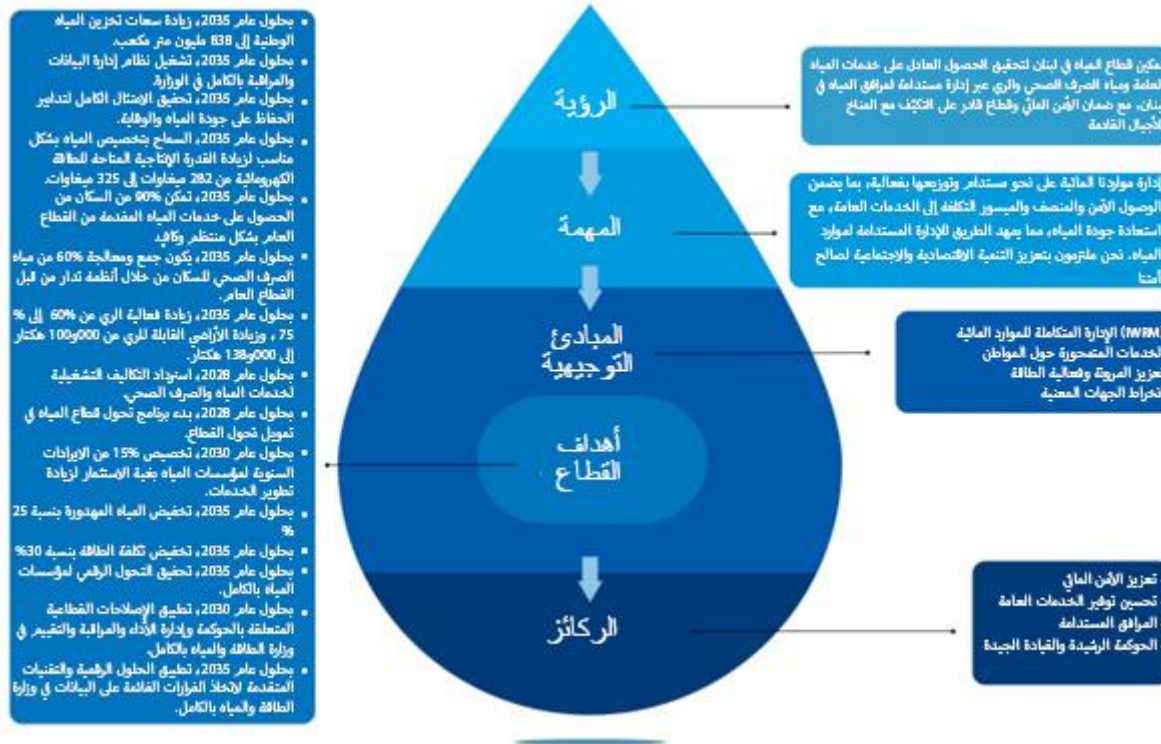 الرؤية
تمكين قطاع المياه في لبنان لتحقيق الحصول العادل على خدمات المياه
العامة ومياه الصرف الصحي والري عبر إدارة مستدامة لمرافق المياه في
لبنان، مع ضمان الأمن المائي وقطاع قادر على التكيّف مع المناخ
للأجيال القادمة
المهمة
إدارة مواردنا المائية على نحو مستدام وتوزيعها بفعالية، بما يضمن
الوصول الآمن والمنصف والميسور التكلفة إلى الخدمات العامة، مع
استعادة جودة المياه، مما يمهد الطريق للإدارة المستدامة لموارد
المياه. نحن ملتزمون بتعزيز التنمية الاقتصادية والاجتماعية لصالح
أمتنا
المبادئ
التوجيهية
(IWRM) الإدارة المتكاملة للموارد المائية
الخدمات المتمحورة حول المواطن
تعزيز المرونة وفعالية الطاقة
انخراط الجهات المعنية
أهداف
القطاع
• بحلول عام 2035، زيادة سعات تخزين المياه
الوطنية إلى 838 مليون متر مكعب.
• بحلول عام 2035، تشغيل نظام إدارة البيانات
والمراقبة بالكامل في الوزارة.
• بحلول عام 2035، تحقيق الامتثال الكامل لتدابير
الحفاظ على جودة المياه والوقاية.
• بحلول عام 2035، السماح بتخصيص المياه بشكل
مناسب لزيادة القدرة الإنتاجية المتاحة للطاقة
الكهرومائية من 282 ميغاوات إلى 325 ميغاوات.
• بحلول عام 2035، تمكن 90% من السكان من
الحصول على خدمات المياه المقدمة من القطاع
العام بشكل منتظم وكافٍ.
• بحلول عام 2035، يكون جمع ومعالجة 60% من مياه
الصرف الصحي للسكان من خلال أنظمة تدار من قبل
القطاع العام.
• بحلول عام 2035، زيادة فعالية الري من 60% إلى %
75 ، وزيادة الأراضي القابلة للري من 000و100 هكتار
إلى 000و138 هكتار.
• بحلول عام 2028، استرداد التكاليف التشغيلية
لخدمات المياه والصرف الصحي.
• بحلول عام 2028، بدء برنامج تحول قطاع المياه في
تمويل تحول القطاع.
• بحلول عام 2030، تخصيص 15% من الايرادات
السنوية لمؤسسات المياه بغية الاستثمار لزيادة
تطوير الخدمات.
• بحلول عام 2035، تخفيض المياه المهدورة بنسبة 25
%
• بحلول عام 2035، تخفيض تكلفة الطاقة بنسبة 30%
• بحلول عام 2035، تحقيق التحول الرقمي لمؤسسات
المياه بالكامل.
• بحلول عام 2030، تطبيق الإصلاحات القطاعية
المتعلقة بالحوكمة وإدارة الأداء والمراقبة والتقييم في
وزارة الطاقة والمياه بالكامل.
• بحلول عام 2035، تطبيق الحلول الرقمية والتقنيات
المتقدمة لاتخاذ القرارات القائمة على البيانات في وزارة
الطاقة والمياه بالكامل.
الركائز
تعزيز الأمن المائي
تحسين توفير الخدمات العامة
المرافق المستدامة
الحوكمة الرشيدة والقيادة الجيدة